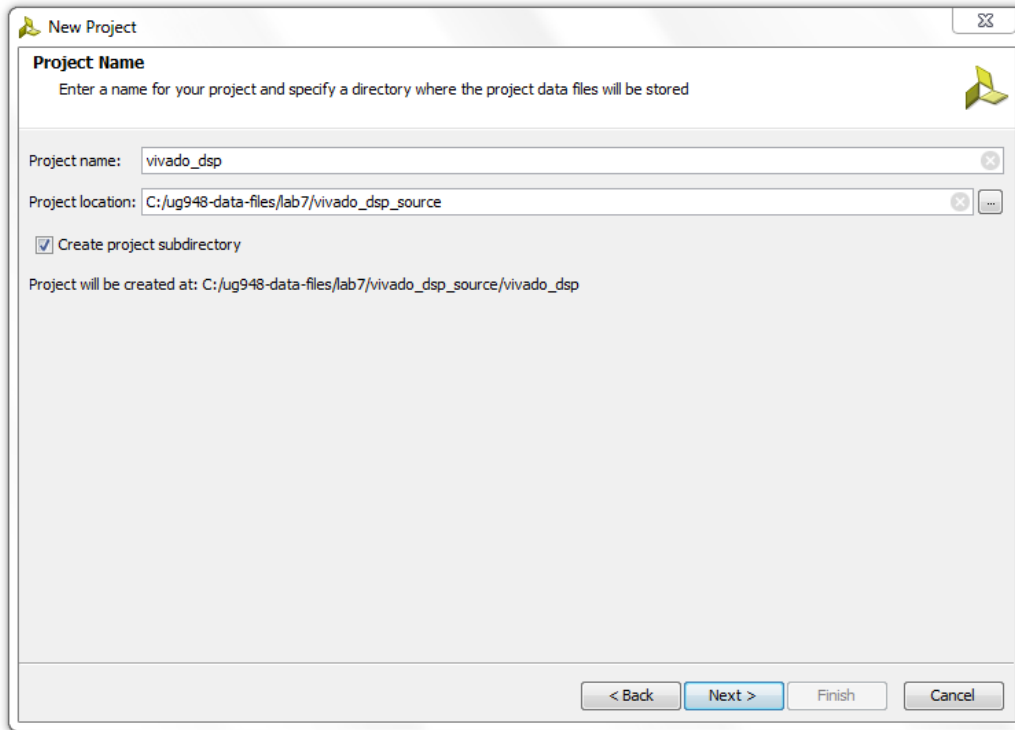 New Project
Project Name
Enter a name for your project and specify a directory where the project data files will be stored
Project name: vivado_dsp
Project location: C:/ug948-data-files/lab7/vivado_dsp_source ...
Create project subdirectory
Project will be created at: C:/ug948-data-files/lab7/vivado_dsp_source/vivado_dsp
< Back Next > Finish Cancel